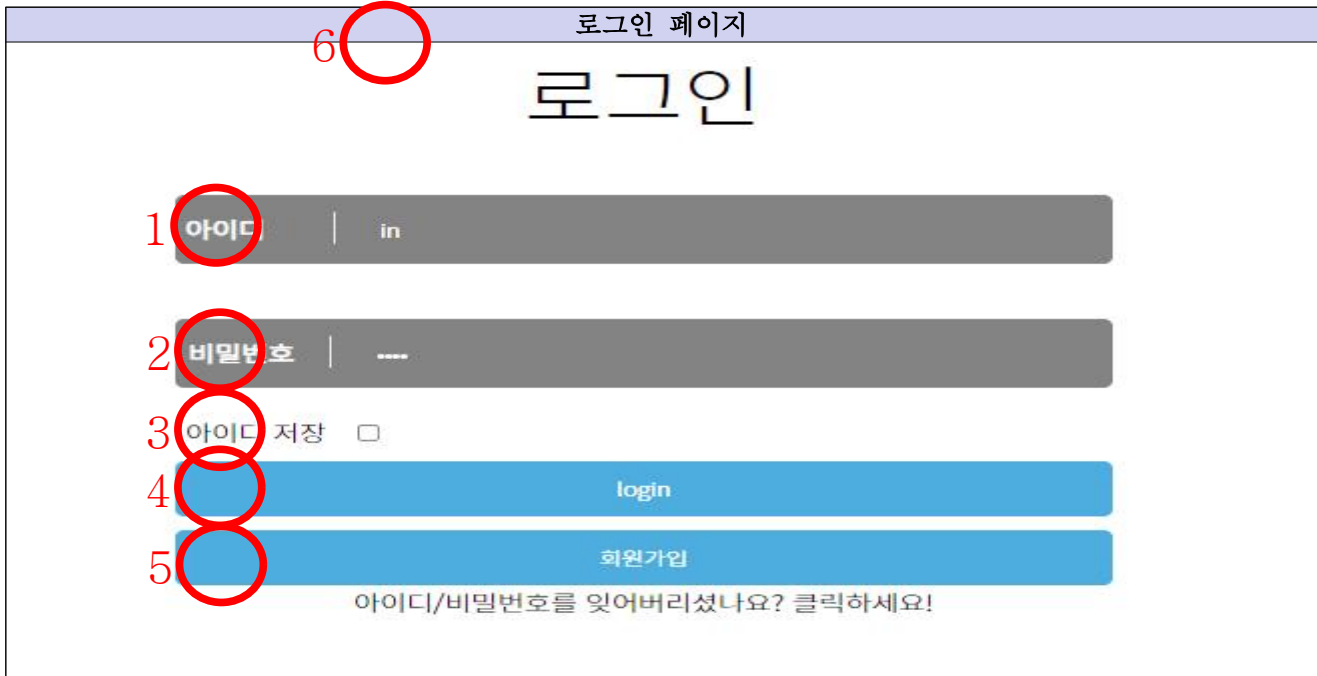 로그인 페이지
6
로그인
1 아이디 in
2 비밀번호 ••••
3 아이디 저장
4 login
5 회원가입
아이디/비밀번호를 잊어버리셨나요? 클릭하세요!